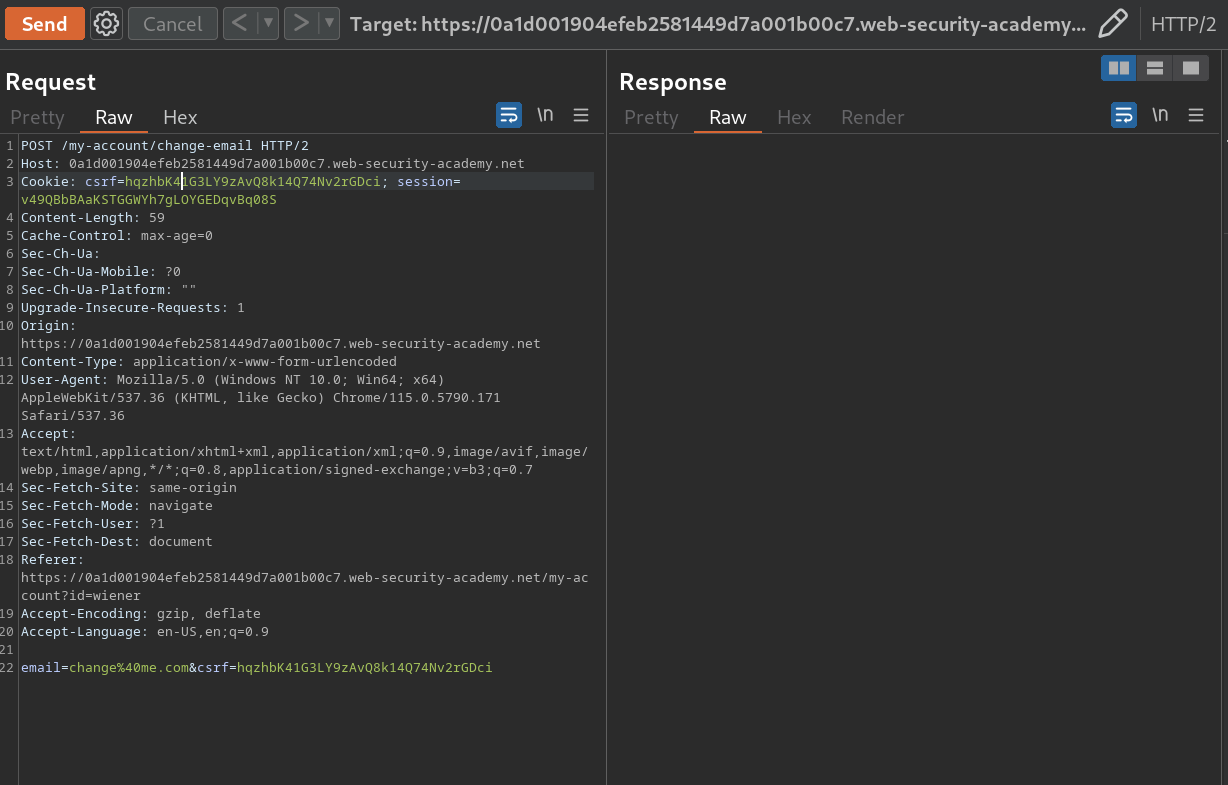 Send Cancel < ▼ > ▼ Target: https://0a1d001904efeb2581449d7a001b00c7.web-security-academy... HTTP/2
Request
Pretty Raw Hex \n
1 POST /my-account/change-email HTTP/2
2 Host: 0a1d001904efeb2581449d7a001b00c7.web-security-academy.net
3 Cookie: csrf=hqzhbK41G3LY9zAvQ8k14Q74Nv2rGDci; session=
v49QBbBAaKSTGGWYh7gLOYGEDqvBq08S
4 Content-Length: 59
5 Cache-Control: max-age=0
6 Sec-Ch-Ua:
7 Sec-Ch-Ua-Mobile: ?0
8 Sec-Ch-Ua-Platform: ""
9 Upgrade-Insecure-Requests: 1
10 Origin:
https://0a1d001904efeb2581449d7a001b00c7.web-security-academy.net
11 Content-Type: application/x-www-form-urlencoded
12 User-Agent: Mozilla/5.0 (Windows NT 10.0; Win64; x64)
AppleWebKit/537.36 (KHTML, like Gecko) Chrome/115.0.5790.171
Safari/537.36
13 Accept:
text/html,application/xhtml+xml,application/xml;q=0.9,image/avif,image/
webp,image/apng,*/*;q=0.8,application/signed-exchange;v=b3;q=0.7
14 Sec-Fetch-Site: same-origin
15 Sec-Fetch-Mode: navigate
16 Sec-Fetch-User: ?1
17 Sec-Fetch-Dest: document
18 Referer:
https://0a1d001904efeb2581449d7a001b00c7.web-security-academy.net/my-ac
count?id=wiener
19 Accept-Encoding: gzip, deflate
20 Accept-Language: en-US,en;q=0.9
21
22 email=change%40me.com&csrf=hqzhbK41G3LY9zAvQ8k14Q74Nv2rGDci
Response
Pretty Raw Hex Render \n